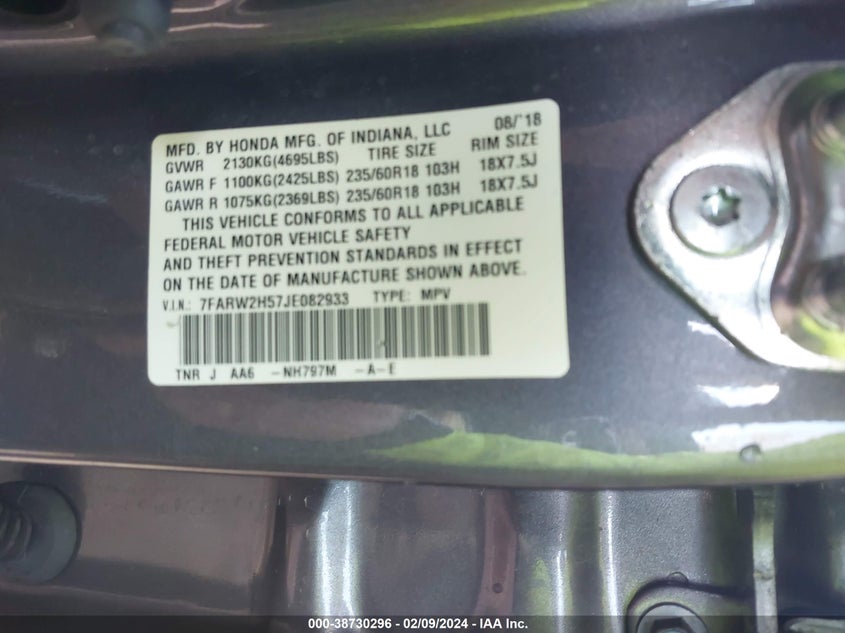 MFD. BY HONDA MFG. OF INDIANA, LLC 08/'18
GVWR 2130KG(4695LBS) TIRE SIZE RIM SIZE
GAWR F 1100KG(2425LBS) 235/60R18 103H 18X7.5J
GAWR R 1075KG(2369LBS) 235/60R18 103H 18X7.5J
THIS VEHICLE CONFORMS TO ALL APPLICABLE
FEDERAL MOTOR VEHICLE SAFETY
AND THEFT PREVENTION STANDARDS IN EFFECT
ON THE DATE OF MANUFACTURE SHOWN ABOVE.
V.I.N.: 7FARW2H57JE082933 TYPE: MPV
TNR J AA6 -NH797M -A-E
000-38730296 - 02/09/2024 - IAA Inc.